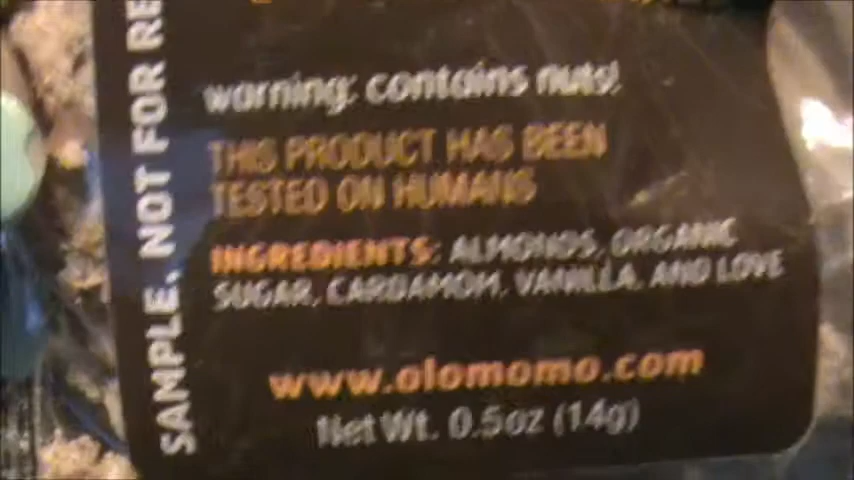 warning: contains nuts!
THIS PRODUCT HAS BEEN
TESTED ON HUMANS
INGREDIENTS: ALMONDS, ORGANIC
SUGAR, CARDAMOM, VANILLA, AND LOVE
www.olomomo.com
Net Wt. 0.5oz (14g)
SAMPLE, NOT FOR RE